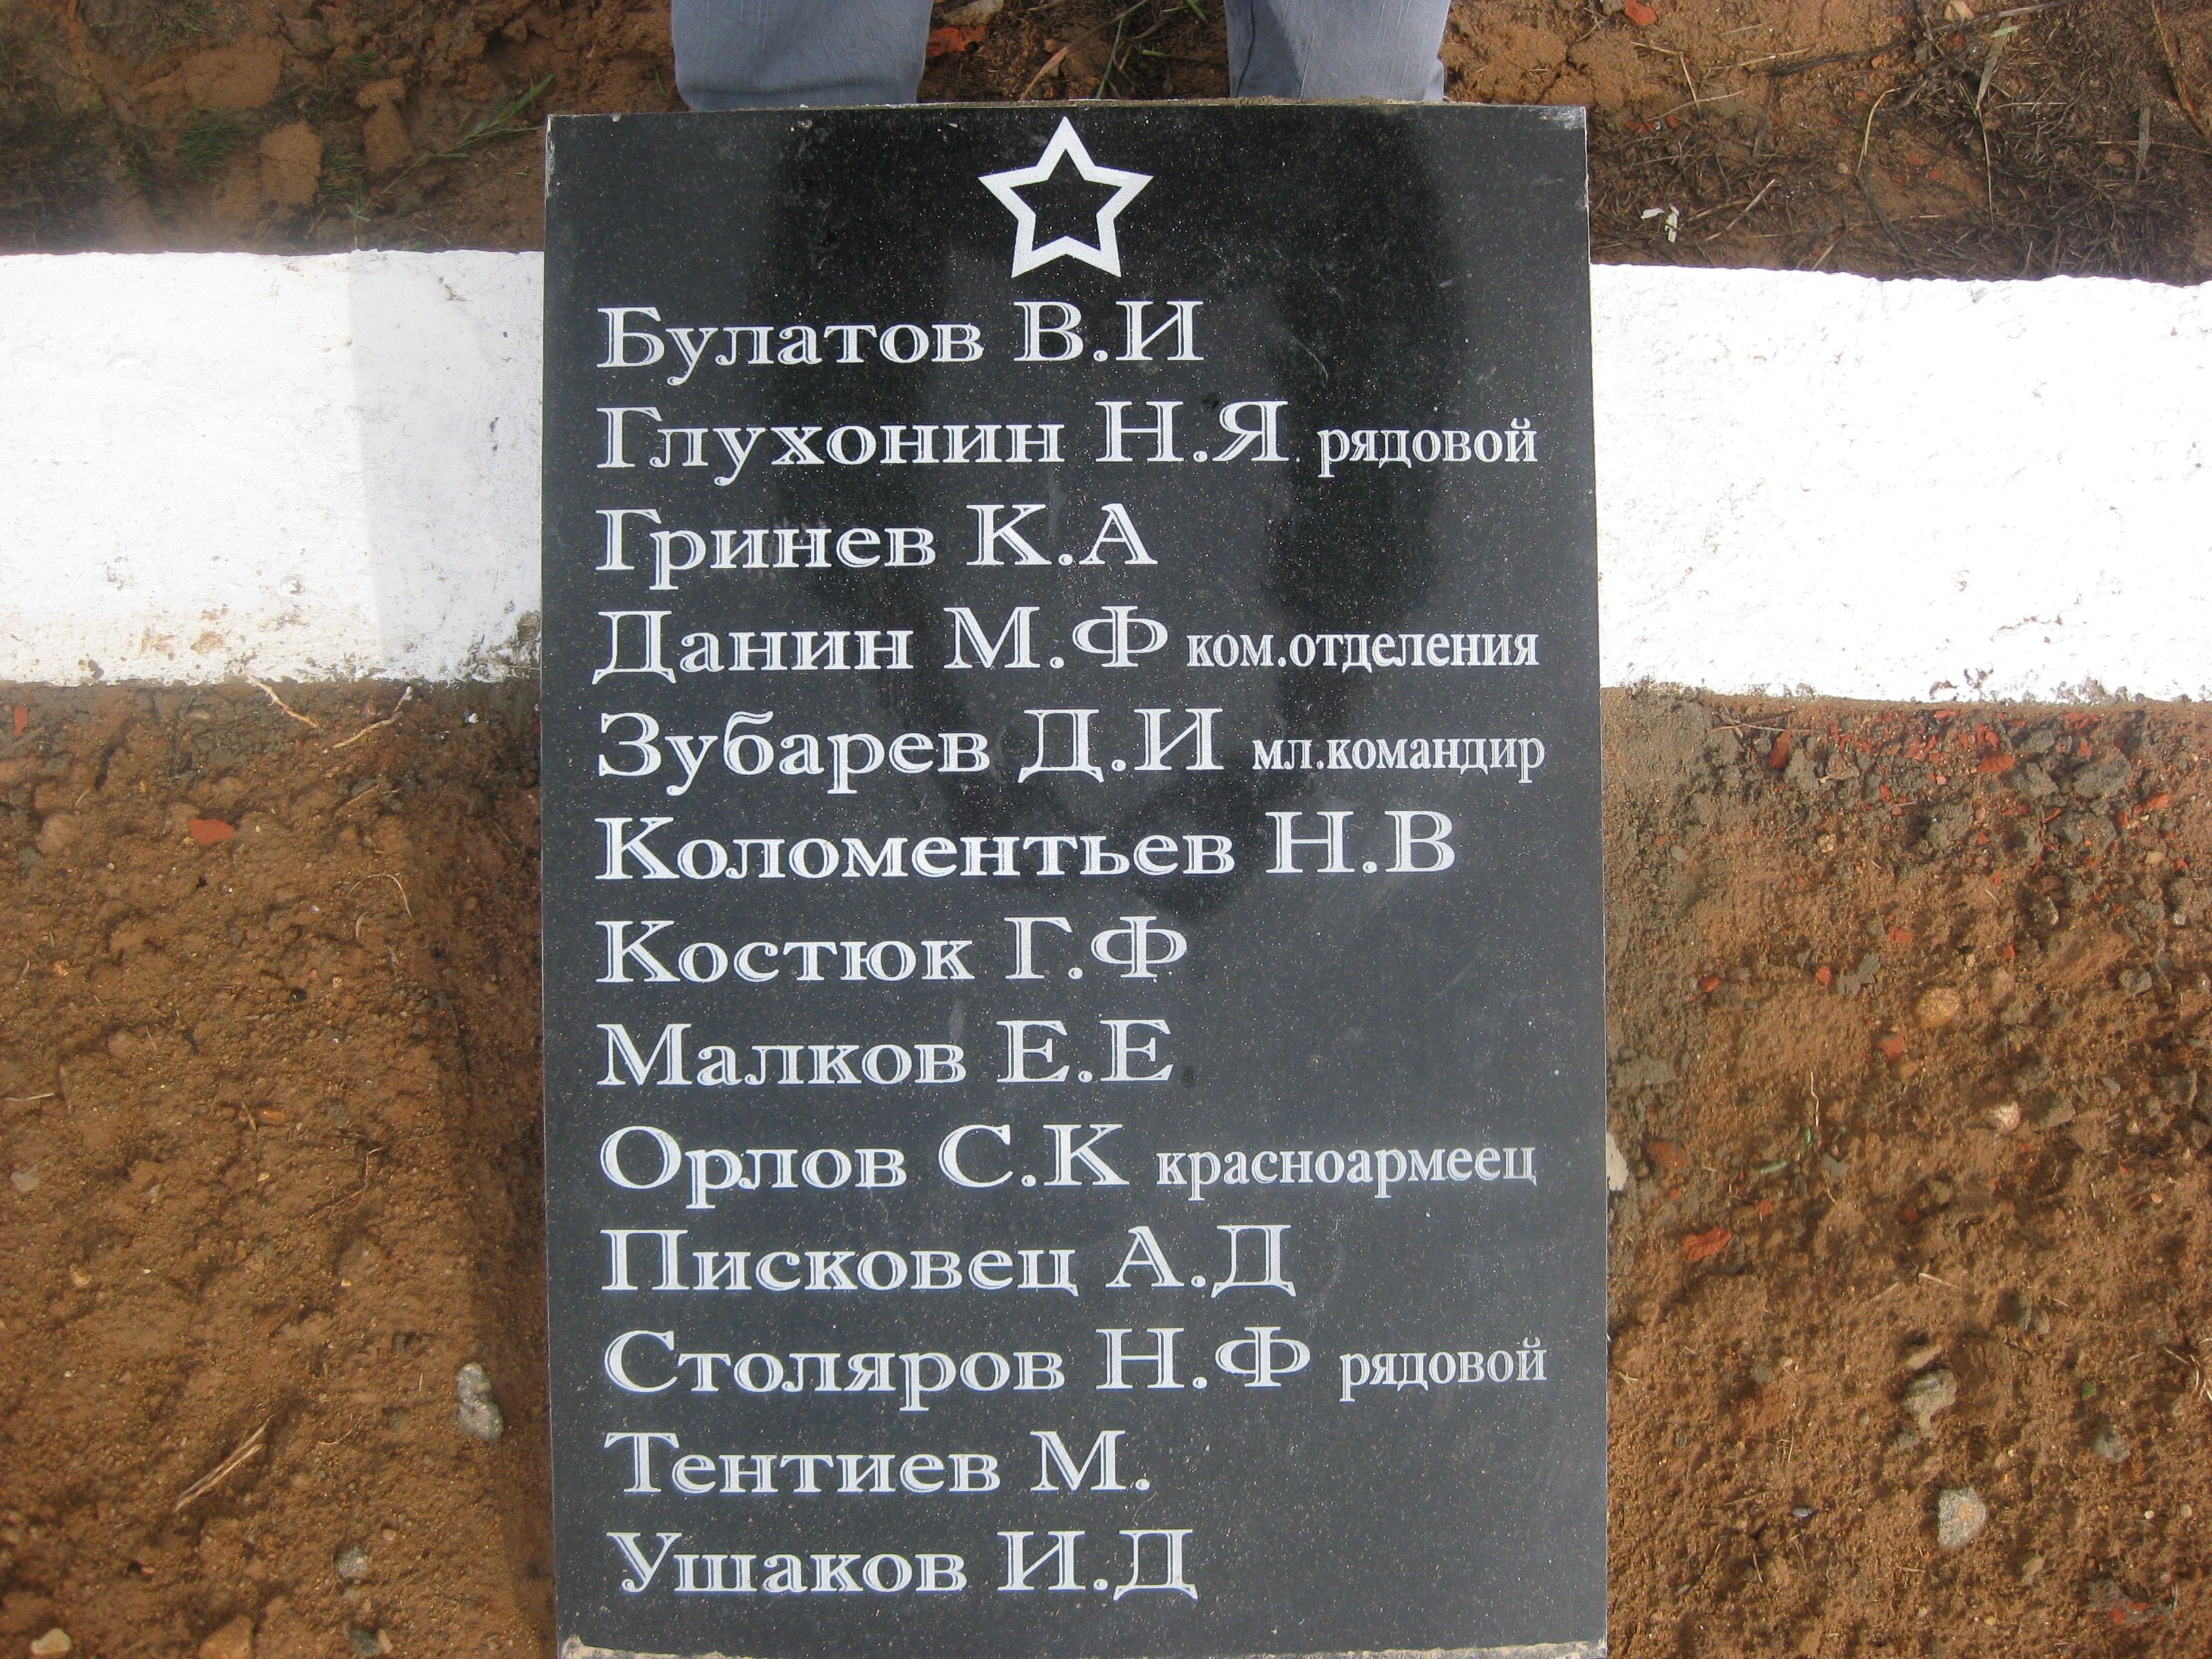 Булатов В.И
Глухонин Н.Я рядовой
Гринев К.А
Данин М.Ф ком.отделения
Зубарев Д.И мл.командир
Коломентьев Н.В
Костюк Г.Ф
Малков Е.Е
Орлов С.К красноармеец
Писковец А.Д
Столяров Н.Ф рядовой
Тентиев М.
Ушаков И.Д